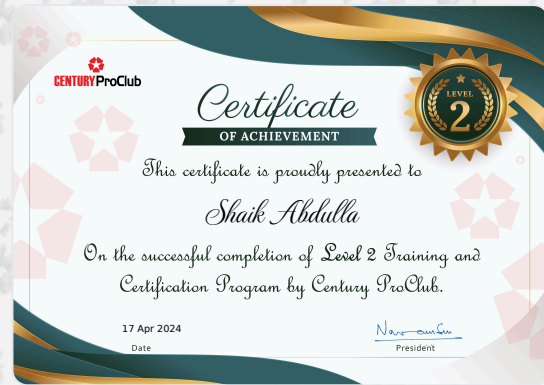 CENTURY ProClub
LEVEL
2
Certificate
OF ACHIEVEMENT
This certificate is proudly presented to
Shaik Abdulla
On the successful completion of Level 2 Training and
Certification Program by Century ProClub.
17 Apr 2024
Date
President